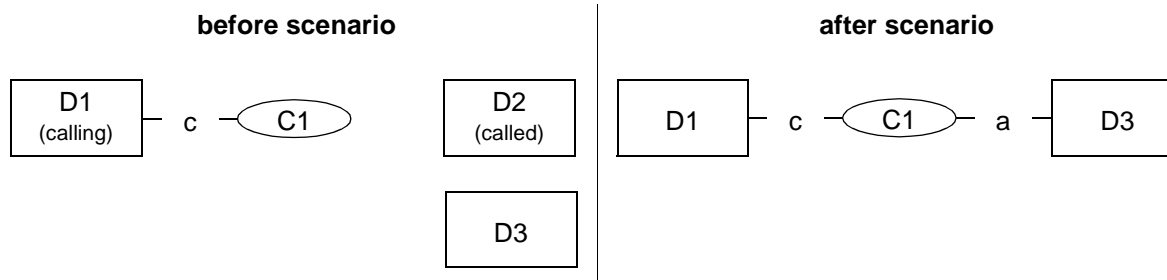 before scenario
D1
(calling)
c
C1
D2
(called)
D3
after scenario
D1
c
C1
a
D3